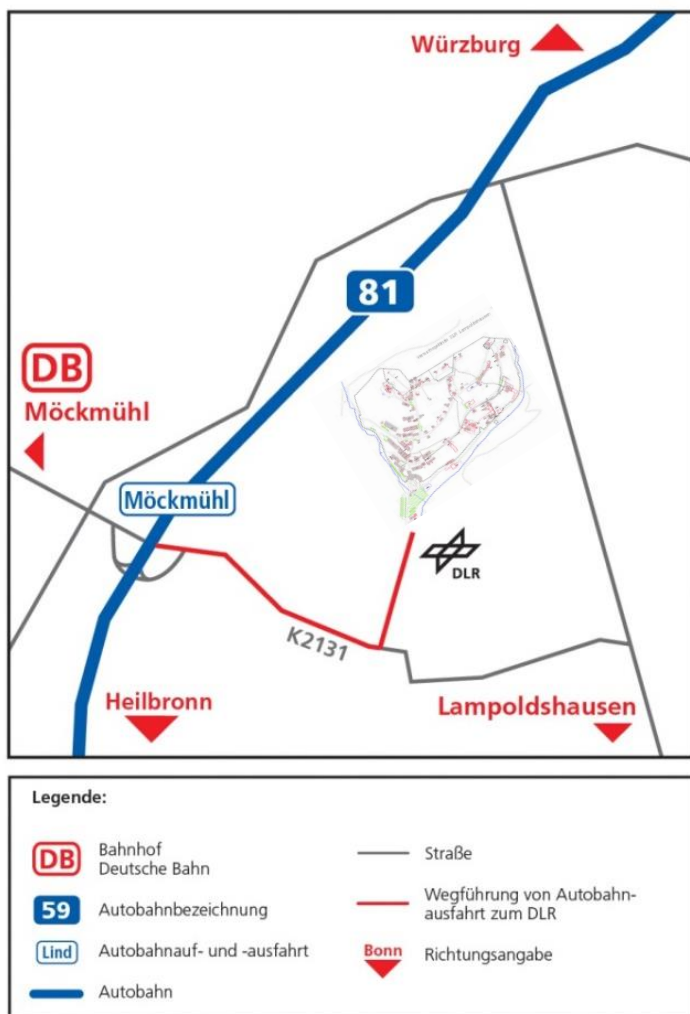 Würzburg
81
DB
Möckmühl
Möckmühl
DLR
K2131
Heilbronn
Lampoldshausen
Legende:
DB
Bahnhof
Deutsche Bahn
59
Autobahnbezeichnung
Lind
Autobahnauf- und -ausfahrt
Autobahn
Straße
Wegführung von Autobahn-
ausfahrt zum DLR
Bonn
Richtungsangabe